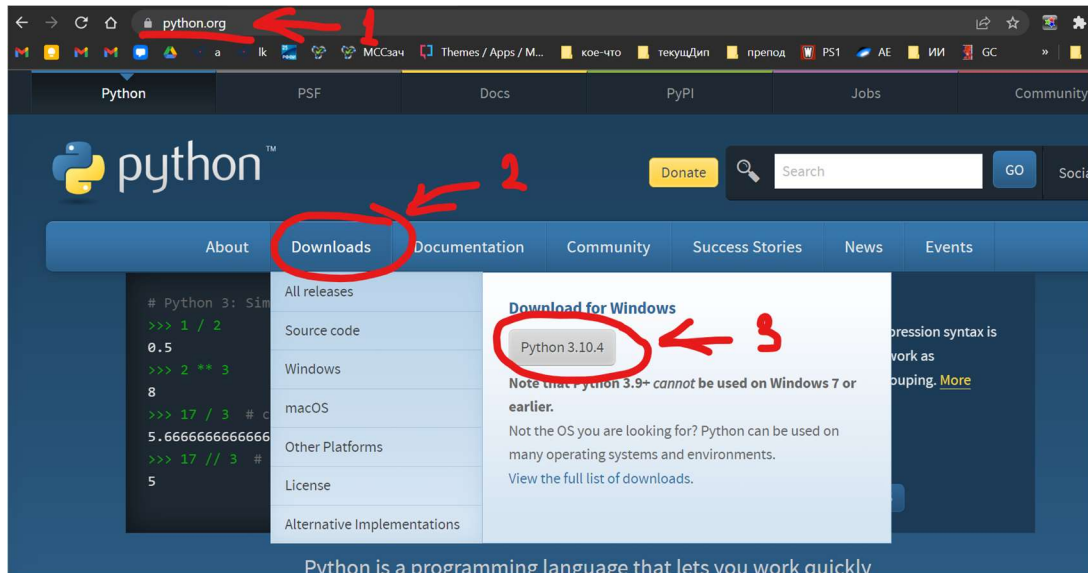 python.org
1
a
lk
МССзач
Themes / Apps / M...
кое-что
текущДип
препод
PS1
AE
ИИ
GC
»
Python
PSF
Docs
PyPI
Jobs
Community
python™
Donate
Search
GO
Socia
2
About
Downloads
Documentation
Community
Success Stories
News
Events
# Python 3: Sim
>>> 1 / 2
0.5
>>> 2 ** 3
8
>>> 17 / 3 # c
5.6666666666666
>>> 17 // 3 #
5
All releases
Source code
Windows
macOS
Other Platforms
License
Alternative Implementations
Download for Windows
Python 3.10.4
3
Note that Python 3.9+ cannot be used on Windows 7 or
earlier.
Not the OS you are looking for? Python can be used on
many operating systems and environments.
View the full list of downloads.
pression syntax is
work as
ouping. More
Python is a programming language that lets you work quickly